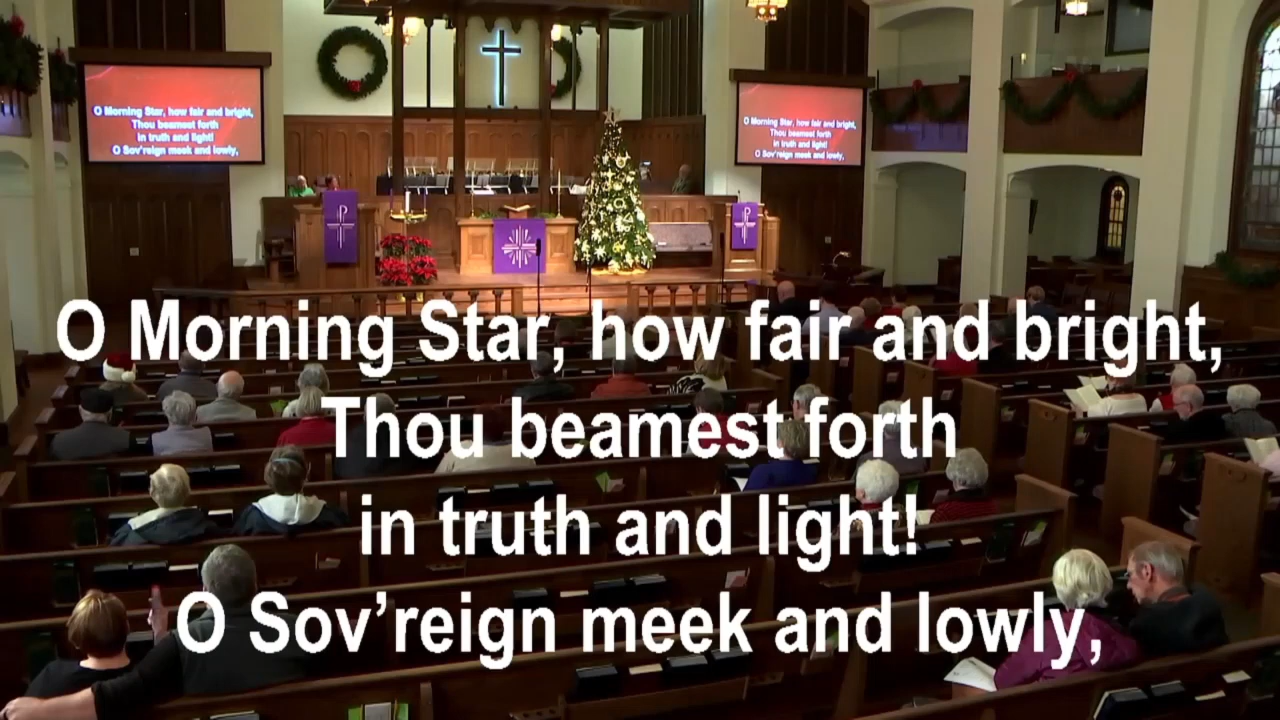 O Morning Star, how fair and bright,
Thou beamest forth
in truth and light!
O Sov'reign meek and lowly,
O Morning Star, how fair and bright,
Thou beamest forth
in truth and light!
O Sov’reign meek and lowly,
O Morning Star, how fair and bright,
Thou beamest forth
in truth and light!
O Sov’reign meek and lowly,